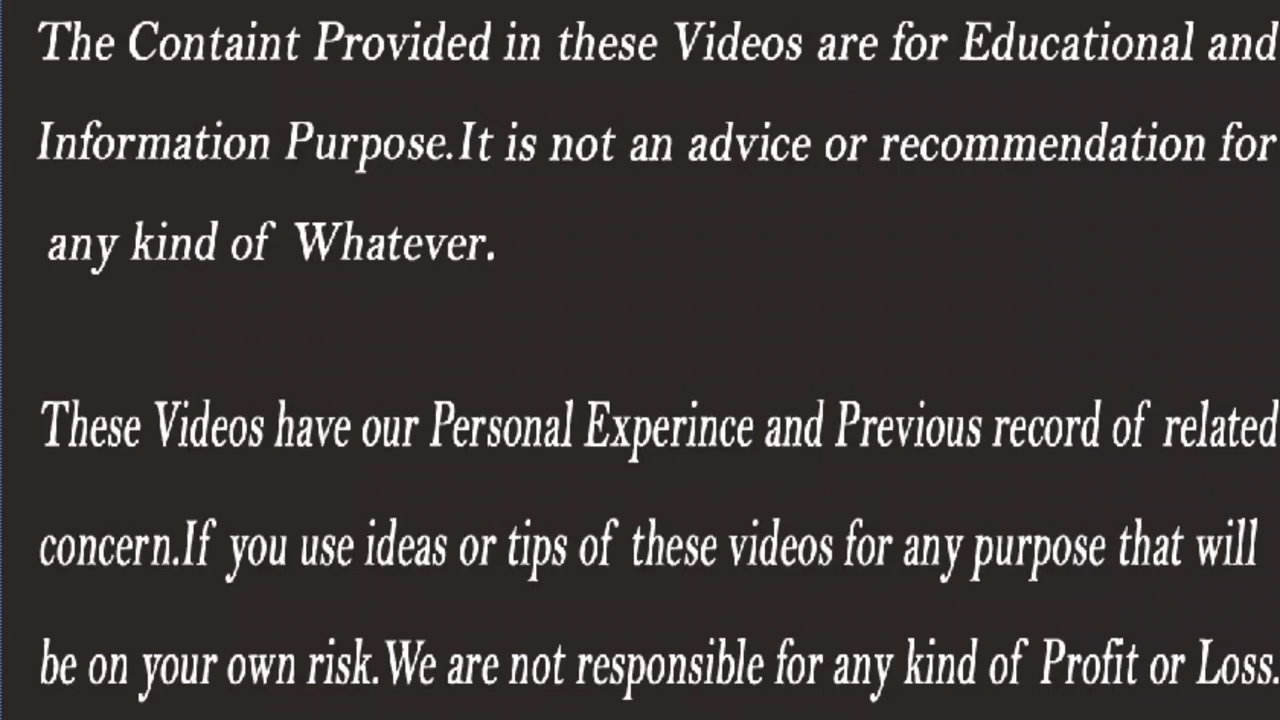 The Containt Provided in these Videos are for Educational and
Information Purpose.It is not an advice or recommendation for
any kind of Whatever.
These Videos have our Personal Experince and Previous record of related
concern.If you use ideas or tips of these videos for any purpose that will
be on your own risk.We are not responsible for any kind of Profit or Loss.